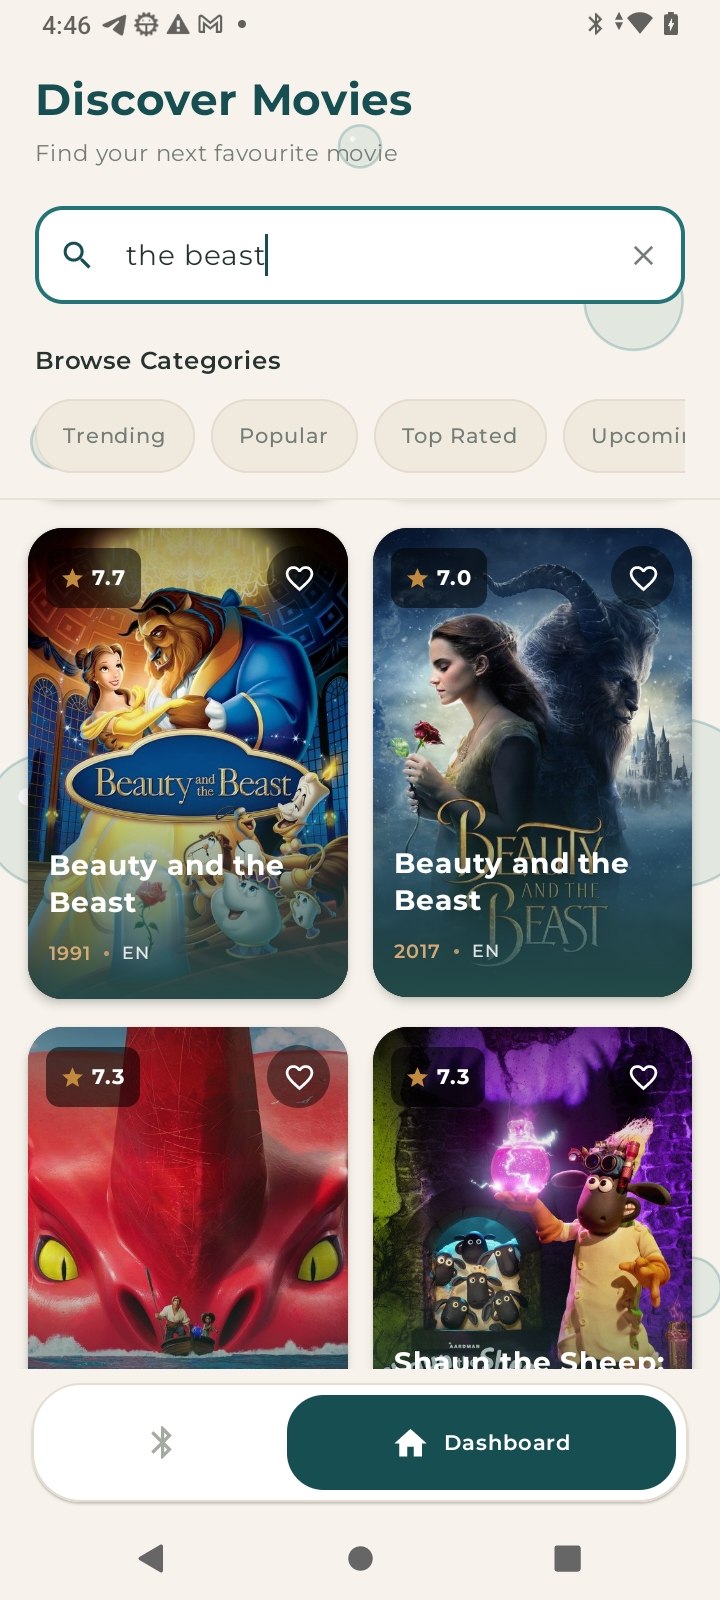 4:46
Discover Movies
Find your next favourite movie
the beast
Browse Categories
Trending
Popular
Top Rated
Upcomin
7.7
7.0
Beauty and the Beast
Beauty and the
Beast
1991 • EN
BEAUTY
AND THE
BEAST
Beauty and the
Beast
2017 • EN
7.3
7.3
AARDMAN
Shaun the Sheep:
Dashboard